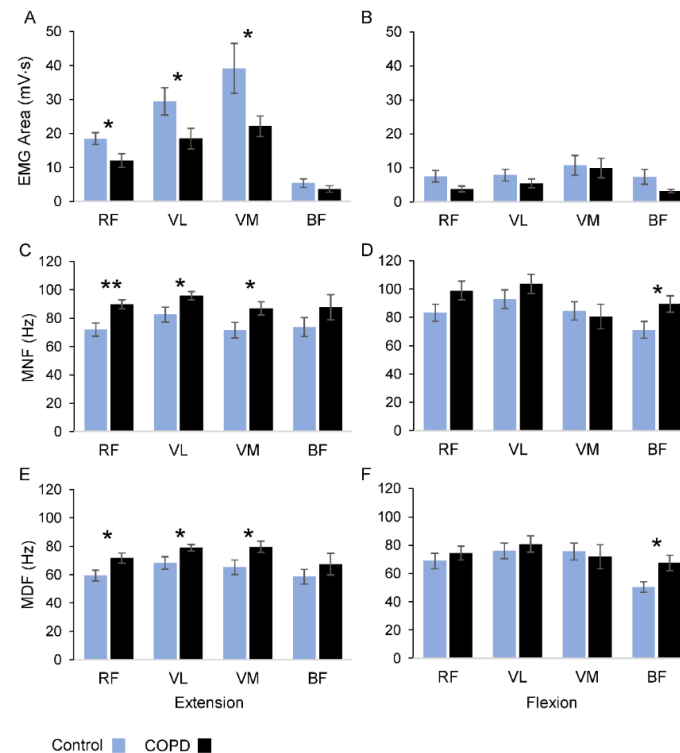 A
EMG Area (mV·s)
50
40
30
20
10
0
*
*
*
RF VL VM BF
B
50
40
30
20
10
0
RF VL VM BF
C
MNF (Hz)
120
100
80
60
40
20
0
**
*
*
RF VL VM BF
D
120
100
80
60
40
20
0
*
RF VL VM BF
E
MDF (Hz)
120
100
80
60
40
20
0
*
*
*
RF VL VM BF
Extension
F
120
100
80
60
40
20
0
*
RF VL VM BF
Flexion
Control COPD